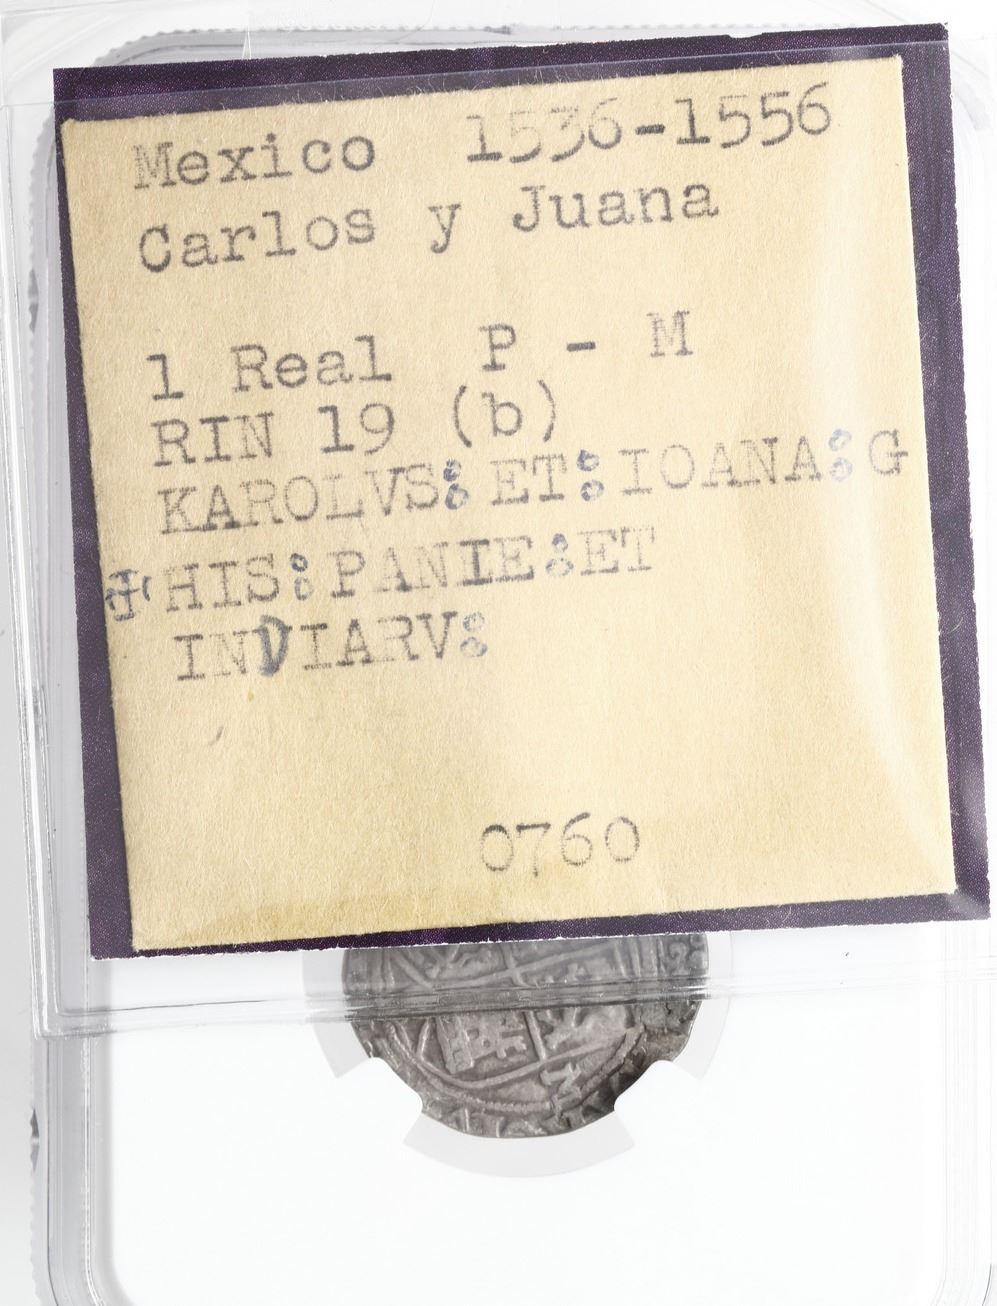 Mexico 1536-1556
Carlos y Juana
1 Real P - M
RIN 19 (b)
KAROLVS: ET: IOANA: G
HIS: PANIE: ET
INDIARV:
0760